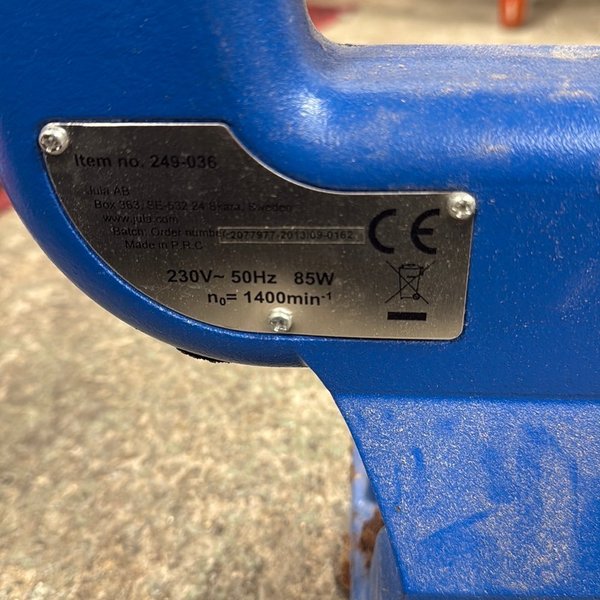 Item no. 249-036
Jula AB
Box 363, SE-532 24 Skara, Sweden
www.jula.com
Batch: Order number: 2077977-2013/09-0162
Made in P.R.C
CE
230V~ 50Hz 85W
n₀= 1400min⁻¹